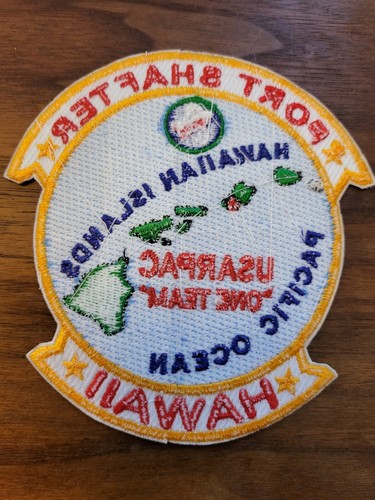 FORT SHAFTER
HAWAIIAN ISLANDS
USARPAC
"ONE TEAM"
PACIFIC OCEAN
HAWAII